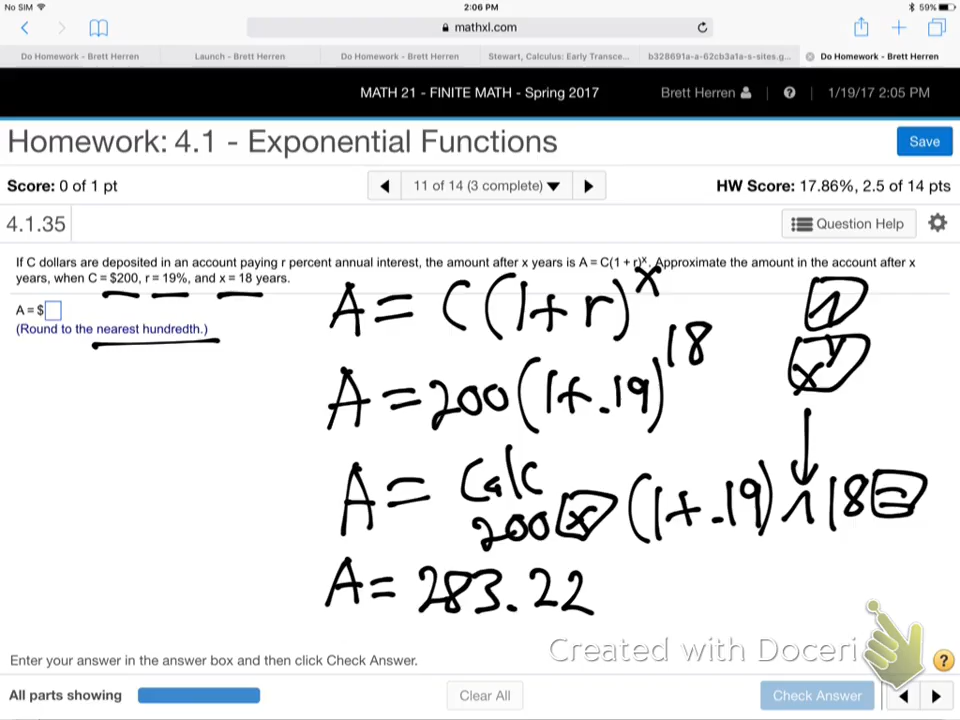 No SIM 2:06 PM 59%
mathxl.com
Do Homework - Brett Herren Launch - Brett Herren Do Homework - Brett Herren Stewart, Calculus: Early Transce... b328691a-a-62cb3a1a-s-sites.g... Do Homework - Brett Herren
MATH 21 - FINITE MATH - Spring 2017 Brett Herren ? 1/19/17 2:05 PM
Homework: 4.1 - Exponential Functions Save
Score: 0 of 1 pt 11 of 14 (3 complete) HW Score: 17.86%, 2.5 of 14 pts
4.1.35 Question Help
If C dollars are deposited in an account paying r percent annual interest, the amount after x years is A = C(1 + r)^x. Approximate the amount in the account after x
years, when C = $200, r = 19%, and x = 18 years.
A = $
(Round to the nearest hundredth.)
A = C(1+r)^x
^
x^y
A = 200(1+.19)^18
A = Calc
200 x (1+.19) ^ 18 =
A = 283.22
Created with Doceri
Enter your answer in the answer box and then click Check Answer. ?
All parts showing Clear All Check Answer